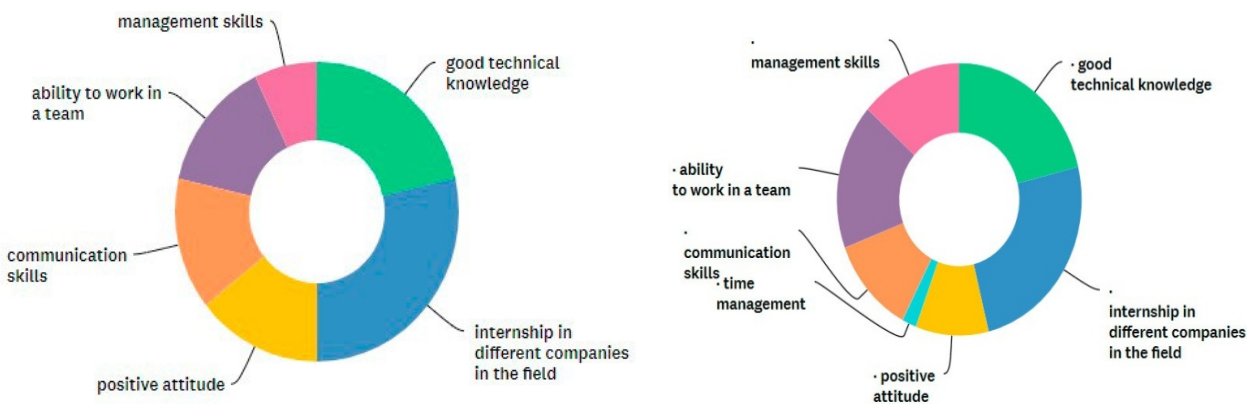 management skills
good technical
knowledge
ability to work in
a team
communication
skills
internship in
different companies
in the field
positive attitude
·
management skills
· good
technical knowledge
· ability
to work in a team
·
communication
skills
· time
management
·
internship in
different companies
in the field
· positive
attitude